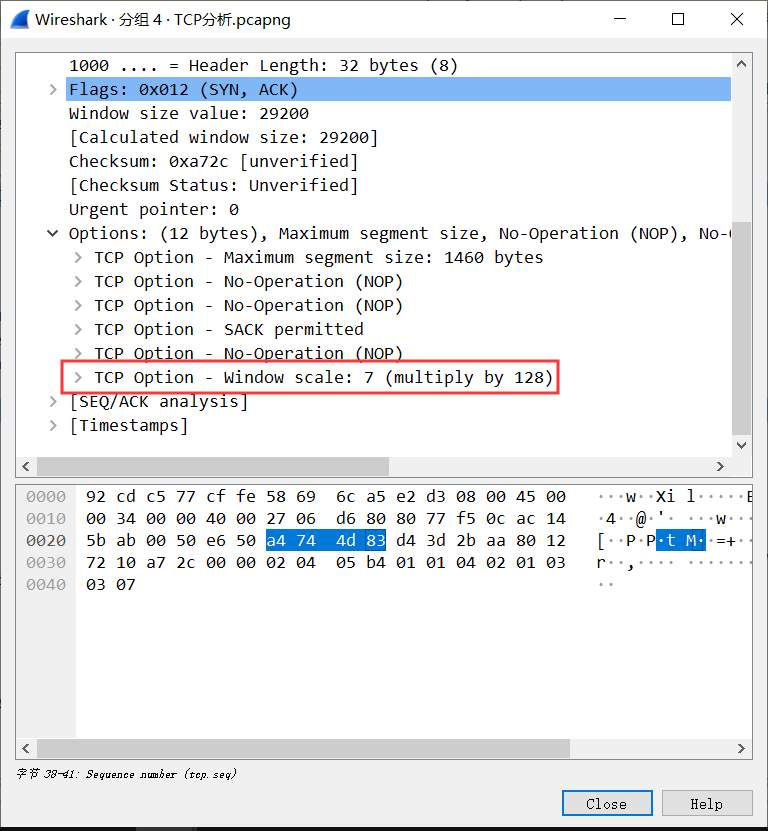 Wireshark · 分组 4 · TCP分析.pcapng
1000 .... = Header Length: 32 bytes (8)
Flags: 0x012 (SYN, ACK)
Window size value: 29200
[Calculated window size: 29200]
Checksum: 0xa72c [unverified]
[Checksum Status: Unverified]
Urgent pointer: 0
Options: (12 bytes), Maximum segment size, No-Operation (NOP), No-
TCP Option - Maximum segment size: 1460 bytes
TCP Option - No-Operation (NOP)
TCP Option - No-Operation (NOP)
TCP Option - SACK permitted
TCP Option - No-Operation (NOP)
TCP Option - Window scale: 7 (multiply by 128)
[SEQ/ACK analysis]
[Timestamps]
0000 92 cd c5 77 cf fe 58 69 6c a5 e2 d3 08 00 45 00 ···w··Xi l·····E
0010 00 34 00 00 40 00 27 06 d6 80 80 77 f5 0c ac 14 ·4··@·'· ···w····
0020 5b ab 00 50 e6 50 a4 74 4d 83 d4 3d 2b aa 80 12 [··P·P·t M··=+···
0030 72 10 a7 2c 00 00 02 04 05 b4 01 01 04 02 01 03 r··,···· ········
0040 03 07 ··
字节 38-41: Sequence number (tcp.seq)
Close Help